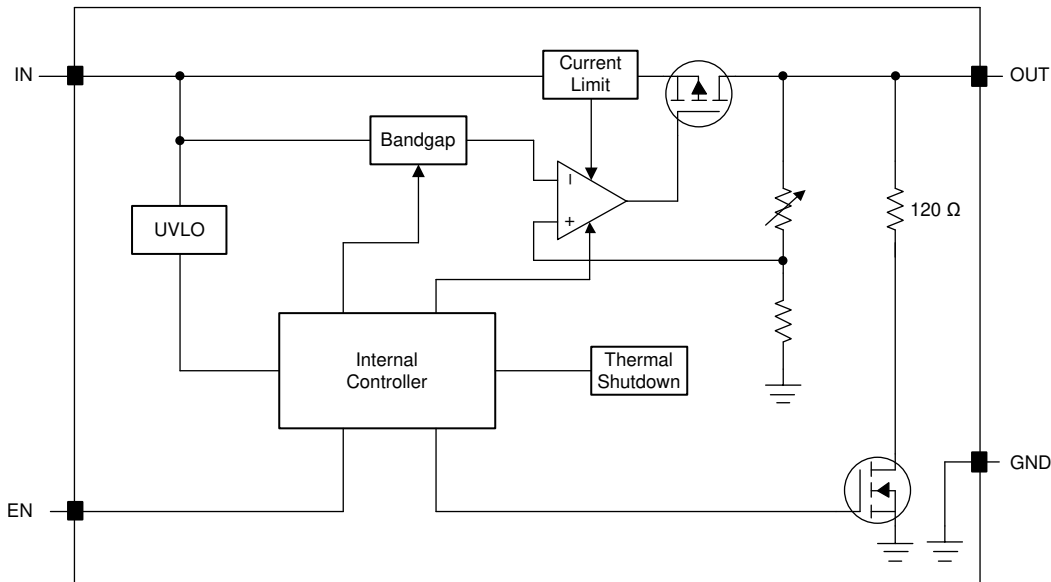 IN
Current
Limit
OUT
Bandgap
UVLO
120 Ω
+
Internal
Controller
Thermal
Shutdown
GND
EN